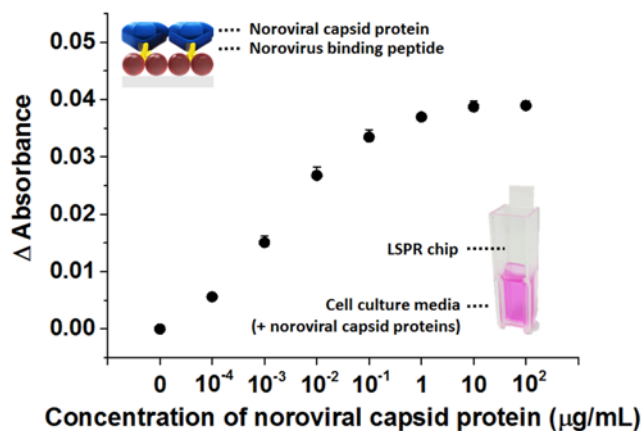 Noroviral capsid protein
Norovirus binding peptide
0.05
0.04
0.03
0.02
0.01
0.00
Δ Absorbance
LSPR chip
Cell culture media
(+ noroviral capsid proteins)
0 10⁻⁴ 10⁻³ 10⁻² 10⁻¹ 1 10 10²
Concentration of noroviral capsid protein (μg/mL)